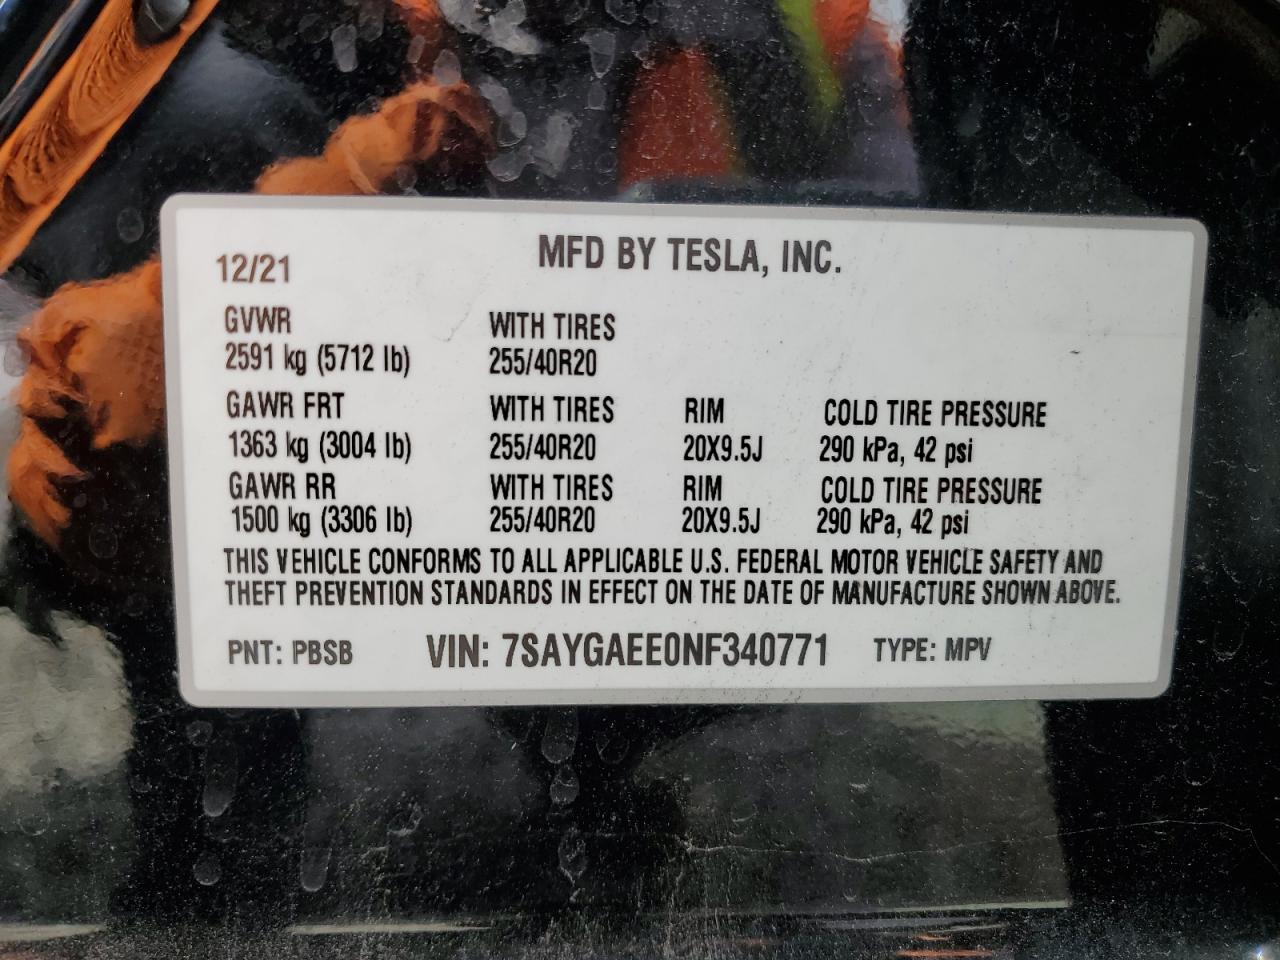 MFD BY TESLA, INC.
12/21
GVWR WITH TIRES
2591 kg (5712 lb) 255/40R20
GAWR FRT WITH TIRES RIM COLD TIRE PRESSURE
1363 kg (3004 lb) 255/40R20 20X9.5J 290 kPa, 42 psi
GAWR RR WITH TIRES RIM COLD TIRE PRESSURE
1500 kg (3306 lb) 255/40R20 20X9.5J 290 kPa, 42 psi
THIS VEHICLE CONFORMS TO ALL APPLICABLE U.S. FEDERAL MOTOR VEHICLE SAFETY AND
THEFT PREVENTION STANDARDS IN EFFECT ON THE DATE OF MANUFACTURE SHOWN ABOVE.
PNT: PBSB VIN: 7SAYGAEE0NF340771 TYPE: MPV